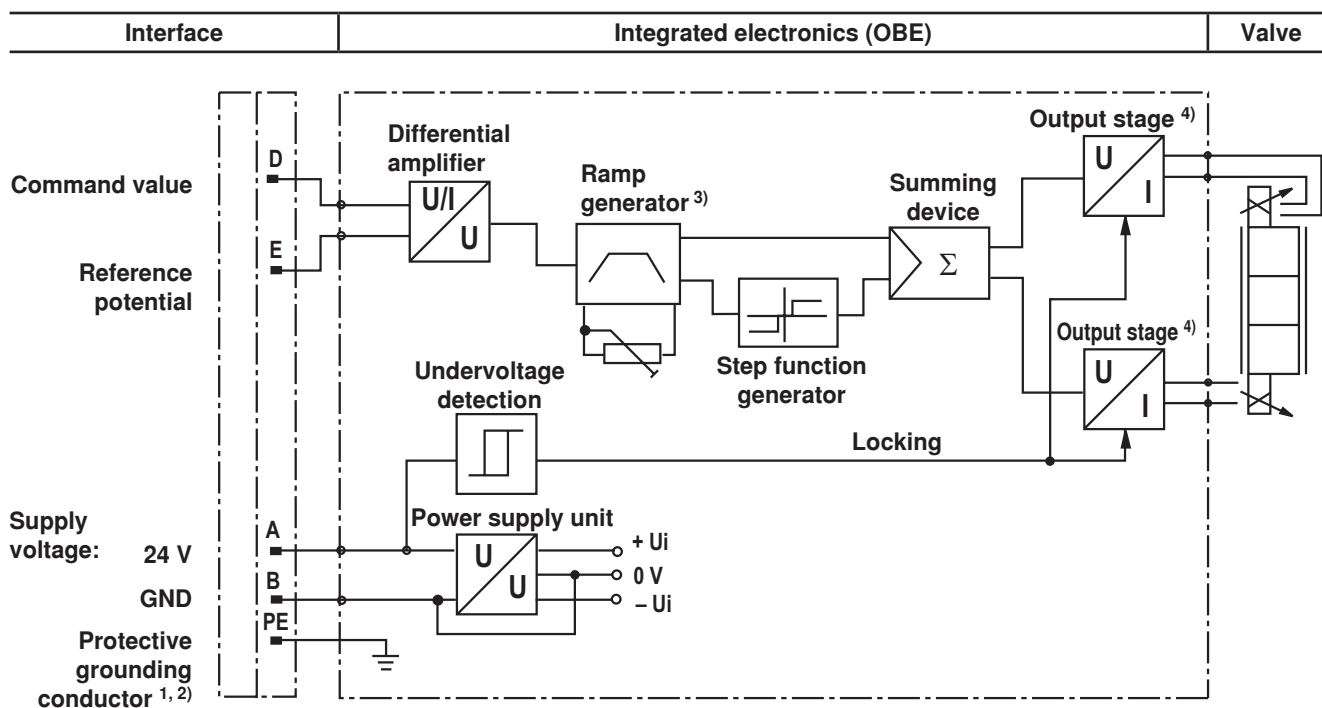 Interface
Integrated electronics (OBE)
Valve
Differential
amplifier
Output stage 4)
D
Command value
U/I
U
Ramp
generator 3)
Summing
device
U
I
E
Reference
potential
Σ
Output stage 4)
Step function
generator
U
I
Undervoltage
detection
Locking
Supply
voltage:
24 V
A
Power supply unit
U
U
+ Ui
0 V
– Ui
B
GND
PE
Protective
grounding
conductor 1, 2)